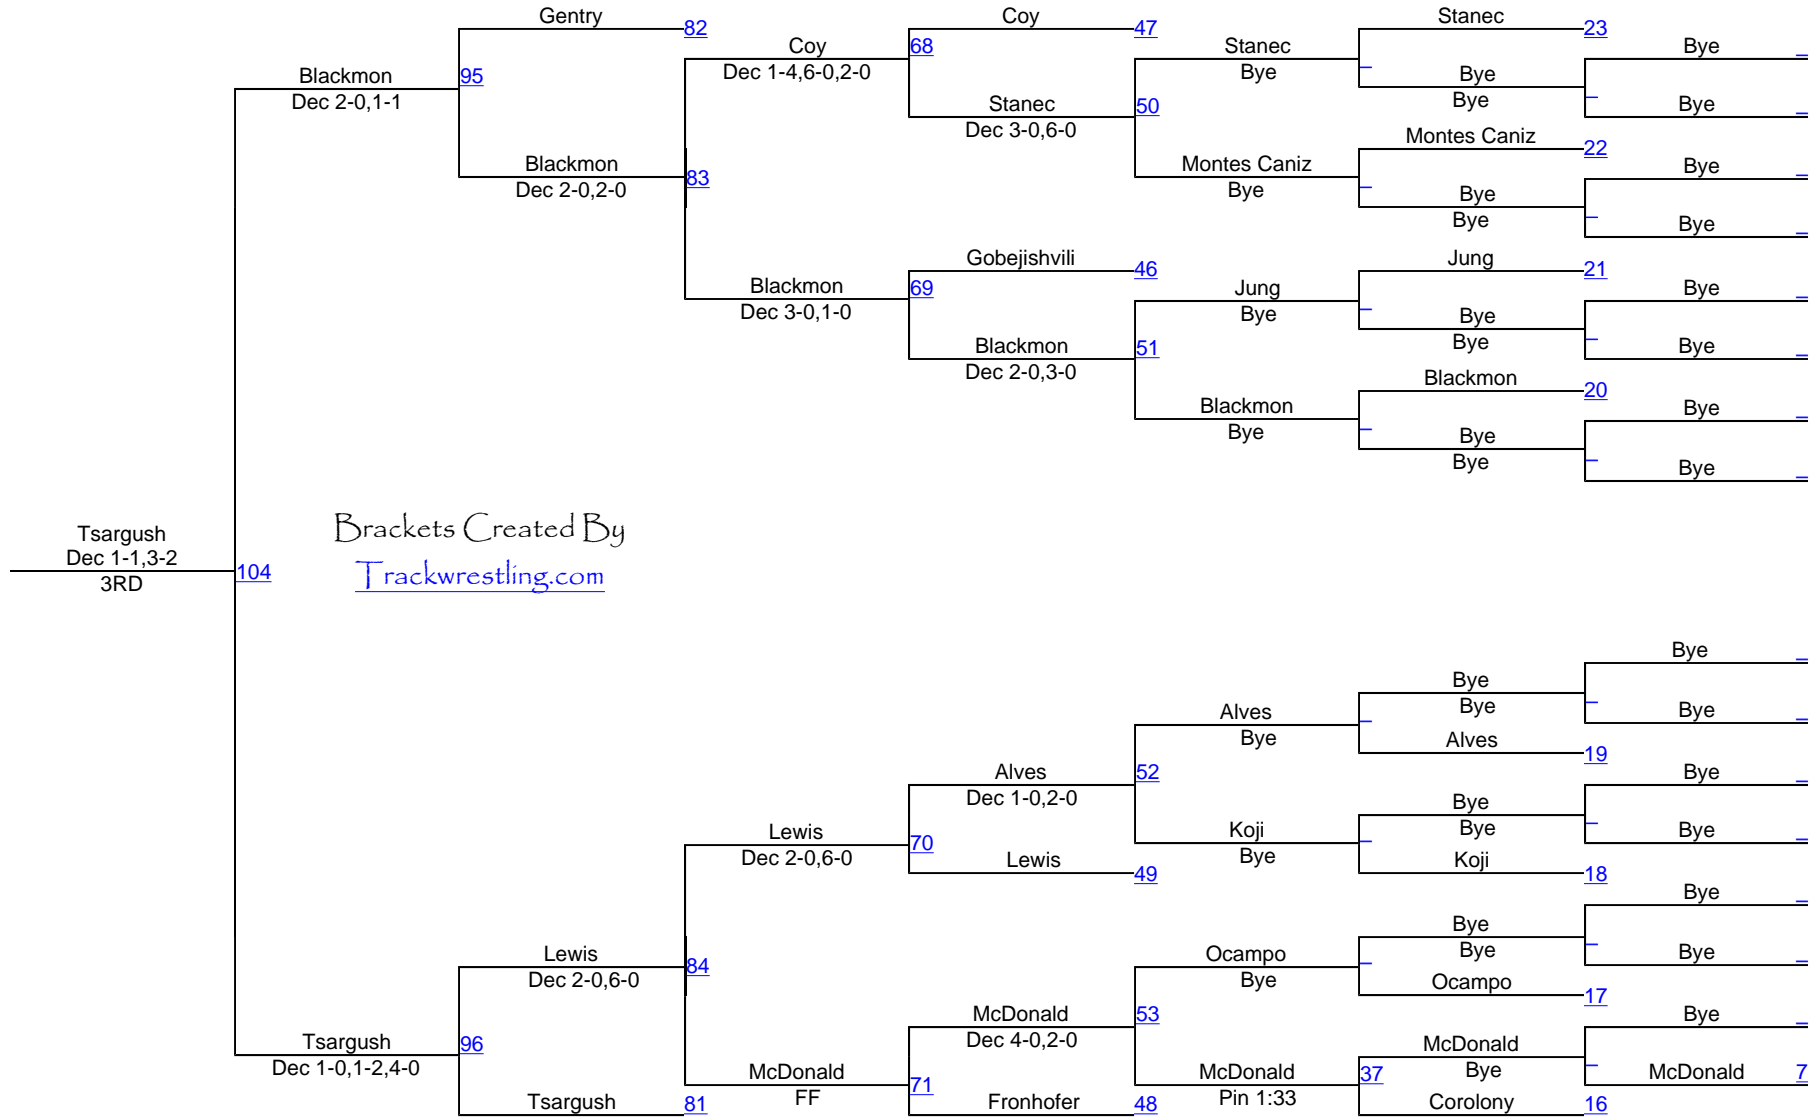 Gentry
82
Coy
47
Stanec
23
Bye
Coy
68
Dec 1-4,6-0,2-0
Stanec
Bye
Blackmon
95
Dec 2-0,1-1
Bye
Bye
Bye
Stanec
50
Dec 3-0,6-0
Montes Caniz
22
Blackmon
83
Dec 2-0,2-0
Montes Caniz
Bye
Bye
Bye
Bye
Bye
Gobejishvili
46
Jung
21
Blackmon
69
Dec 3-0,1-0
Jung
Bye
Bye
Bye
Bye
Bye
Blackmon
51
Dec 2-0,3-0
Blackmon
20
Blackmon
Bye
Bye
Bye
Bye
Bye
Tsargush
Dec 1-1,3-2
104
3RD
Brackets Created By
Trackwrestling.com
Bye
Bye
Bye
Alves
Bye
Bye
Alves
19
Alves
52
Dec 1-0,2-0
Bye
Bye
Bye
Lewis
70
Dec 2-0,6-0
Koji
Bye
Bye
Lewis
49
Koji
18
Bye
Bye
Bye
Lewis
84
Dec 2-0,6-0
Ocampo
Bye
Bye
Ocampo
17
McDonald
53
Dec 4-0,2-0
Bye
Tsargush
96
Dec 1-0,1-2,4-0
McDonald
Bye
McDonald
71
FF
McDonald
37
Pin 1:33
McDonald
7
Tsargush
81
Fronhofer
48
Corolony
16